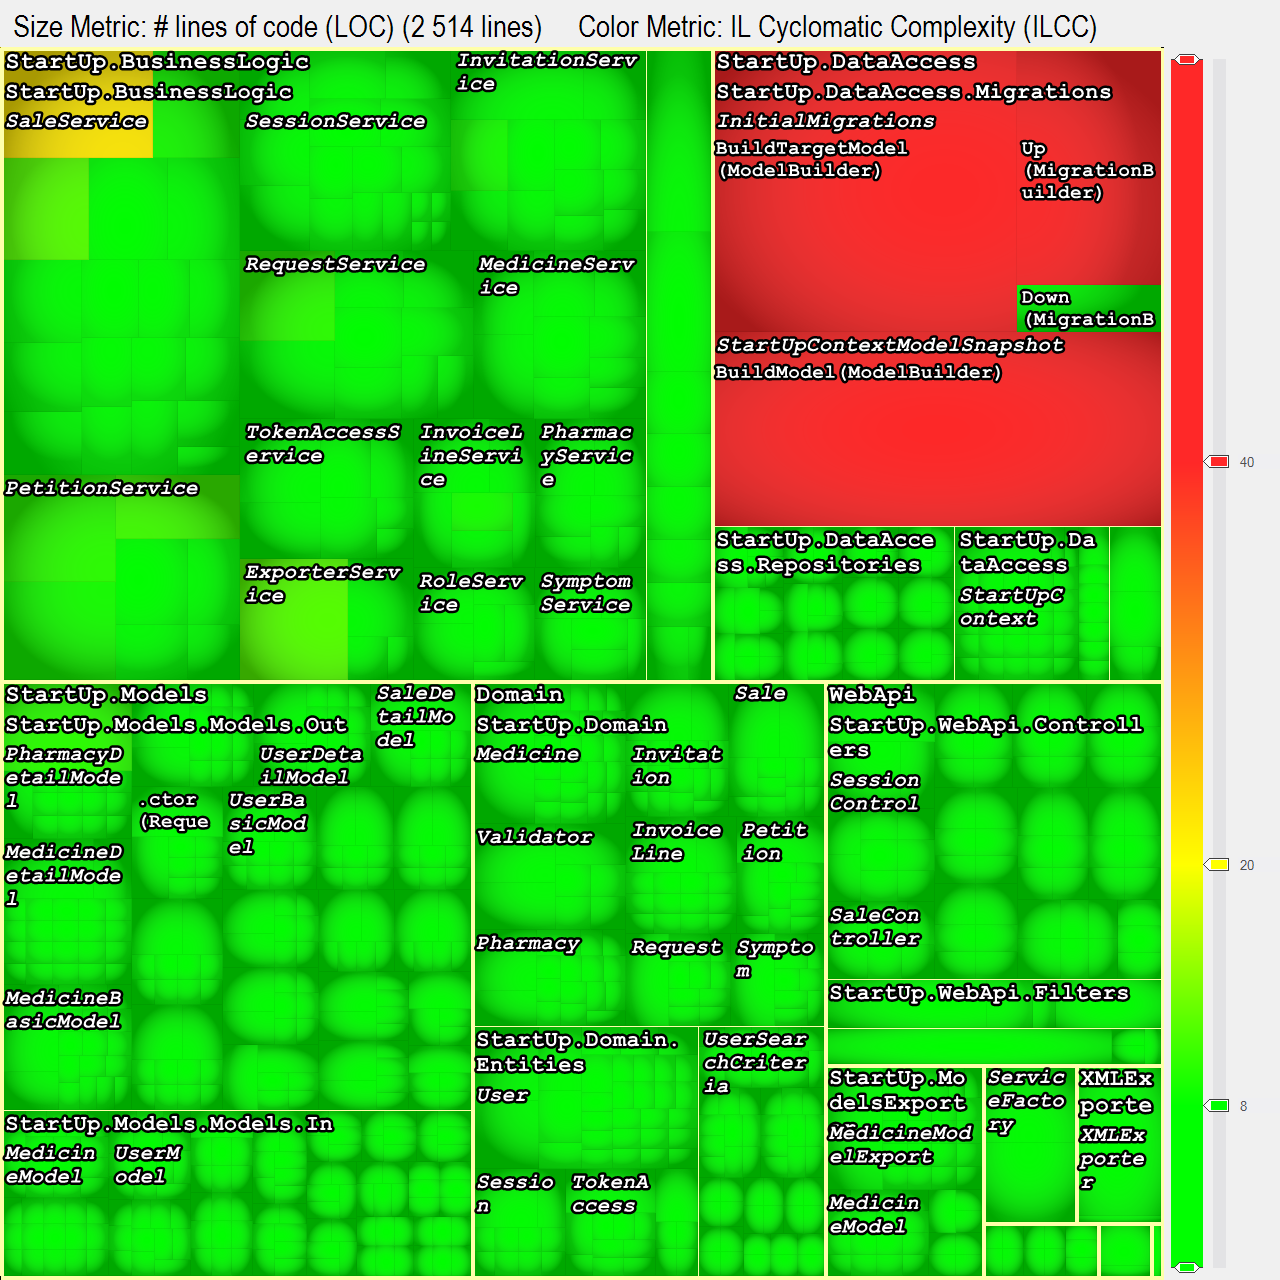 Size Metric: # lines of code (LOC) (2 514 lines)     Color Metric: IL Cyclomatic Complexity (ILCC)
StartUp.BusinessLogic
StartUp.BusinessLogic
SaleService
SessionService
InvitationServ
ice
RequestService
MedicineServ
ice
TokenAccessS
ervice
InvoiceL
ineServi
ce
Pharmac
yServic
e
PetitionService
ExporterServ
ice
RoleServ
ice
Symptom
Service
StartUp.DataAccess
StartUp.DataAccess.Migrations
InitialMigrations
BuildTargetModel
(ModelBuilder)
Up
(MigrationB
uilder)
Down
(MigrationB
StartUpContextModelSnapshot
BuildModel(ModelBuilder)
StartUp.DataAcce
ss.Repositories
StartUp.Da
taAccess
StartUpC
ontext
40
20
8
StartUp.Models
StartUp.Models.Models.Out
PharmacyD
etailMode
l
UserDeta
ilModel
SaleDe
tailMo
del
.ctor
(Reque
UserBa
sicMod
el
MedicineD
etailMode
l
MedicineB
asicModel
StartUp.Models.Models.In
Medicin
eModel
UserM
odel
Domain
StartUp.Domain
Medicine
Invitat
ion
Sale
Validator
Invoice
Line
Petit
ion
Pharmacy
Request
Sympto
m
StartUp.Domain.
Entities
User
Sessio
n
TokenA
ccess
UserSear
chCriter
ia
WebApi
StartUp.WebApi.Controll
ers
Session
Control
SaleCon
troller
StartUp.WebApi.Filters
StartUp.Mo
delsExport
MedicineMod
elExport
Medicin
eModel
Servic
eFacto
ry
XMLEx
porte
XMLEx
porte
r